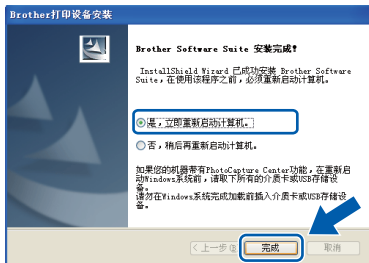 Brother打印设备安装
Brother Software Suite 安装完成!
InstallShield Wizard 已成功安装 Brother Software
Suite，在使用该程序之前，必须重新启动计算机。
是，立即重新启动计算机。
否，稍后再重新启动计算机。
如果您的机器带有PhotoCapture Center功能，在重新启
动Windows系统前，请取下所有的介质卡或USB存储设
备。
请勿在Windows系统完成加载前插入介质卡或USB存储设
备。
<上一步(B)
完成
取消